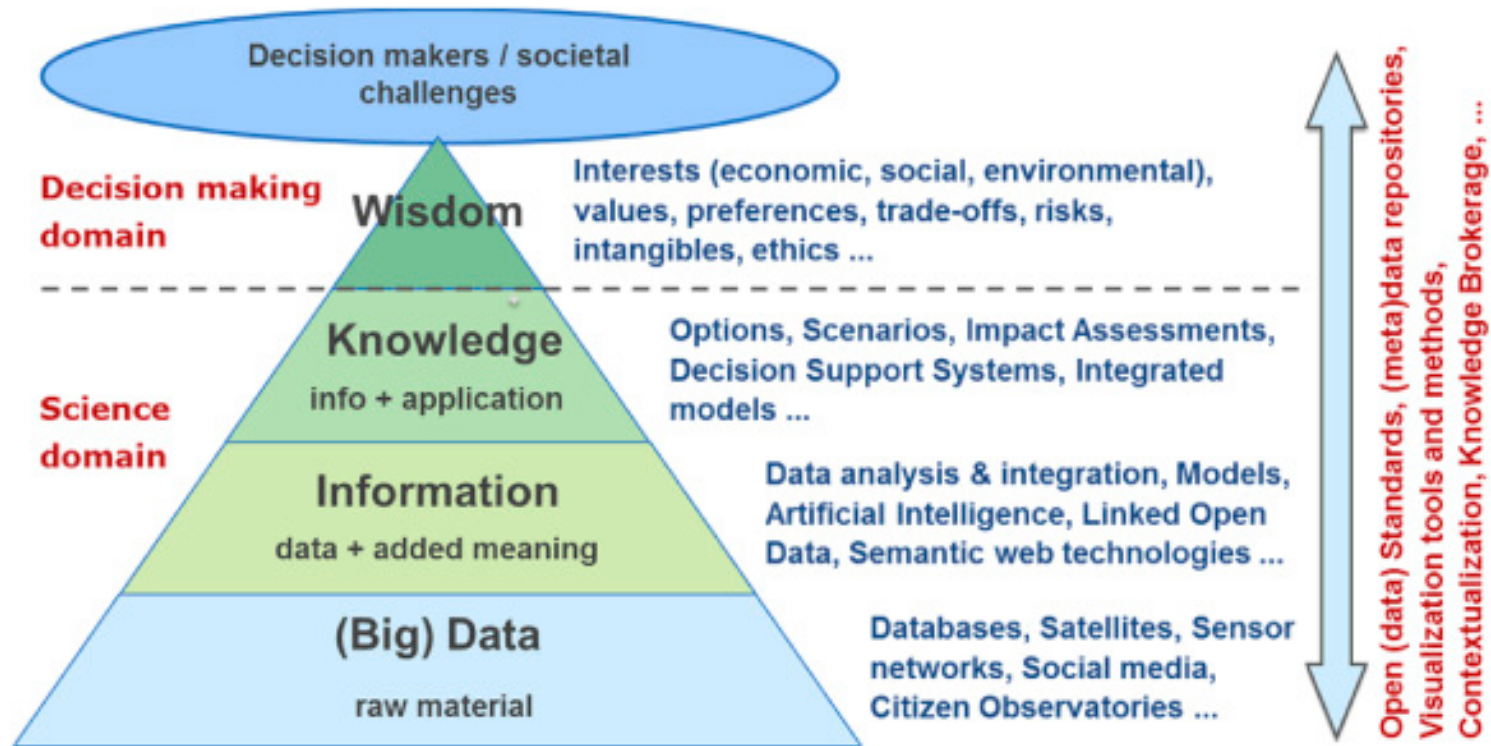 Decision makers / societal
challenges
Decision making
domain
Wisdom
Interests (economic, social, environmental),
values, preferences, trade-offs, risks,
intangibles, ethics ...
Science
domain
Knowledge
info + application
Options, Scenarios, Impact Assessments,
Decision Support Systems, Integrated
models ...
Information
data + added meaning
Data analysis & integration, Models,
Artificial Intelligence, Linked Open
Data, Semantic web technologies ...
(Big) Data
raw material
Databases, Satellites, Sensor
networks, Social media,
Citizen Observatories ...
Open (data) Standards, (meta)data repositories,
Visualization tools and methods,
Contextualization, Knowledge Brokerage, ...